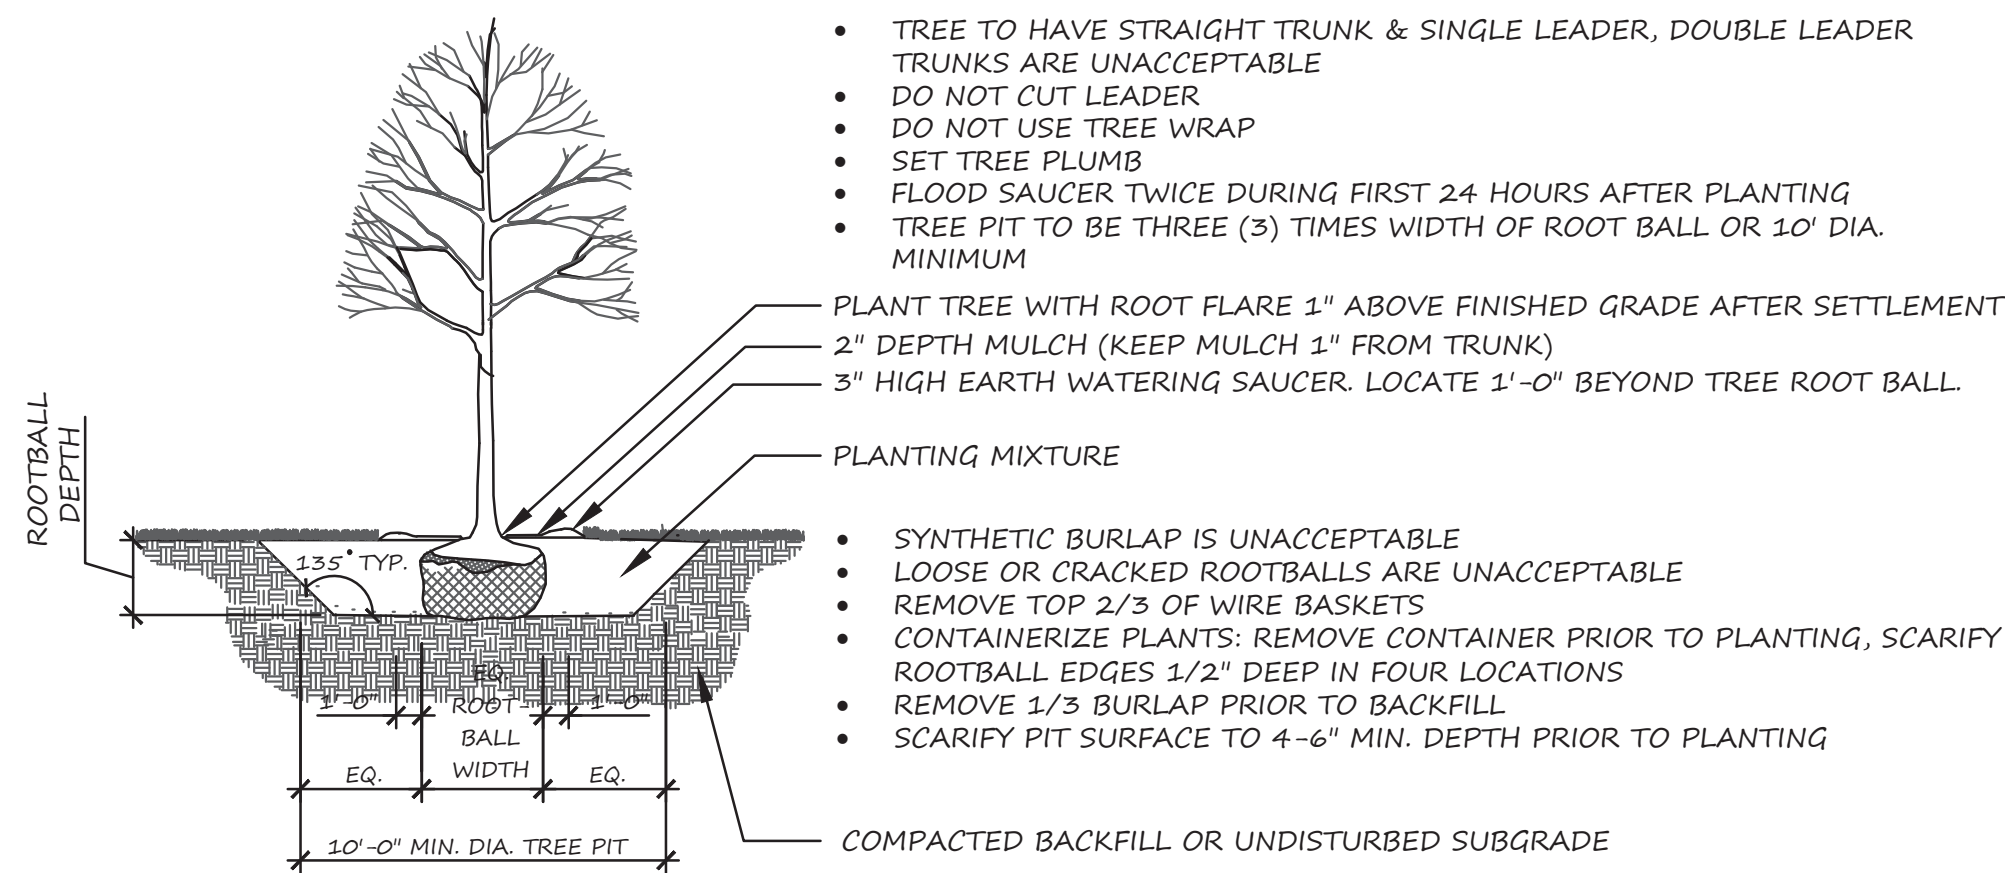 • TREE TO HAVE STRAIGHT TRUNK & SINGLE LEADER, DOUBLE LEADER
TRUNKS ARE UNACCEPTABLE
• DO NOT CUT LEADER
• DO NOT USE TREE WRAP
• SET TREE PLUMB
• FLOOD SAUCER TWICE DURING FIRST 24 HOURS AFTER PLANTING
• TREE PIT TO BE THREE (3) TIMES WIDTH OF ROOT BALL OR 10' DIA.
MINIMUM
PLANT TREE WITH ROOT FLARE 1" ABOVE FINISHED GRADE AFTER SETTLEMENT
2" DEPTH MULCH (KEEP MULCH 1" FROM TRUNK)
3" HIGH EARTH WATERING SAUCER. LOCATE 1'-0" BEYOND TREE ROOT BALL.
PLANTING MIXTURE
ROOTBALL
DEPTH
135° TYP.
• SYNTHETIC BURLAP IS UNACCEPTABLE
• LOOSE OR CRACKED ROOTBALLS ARE UNACCEPTABLE
• REMOVE TOP 2/3 OF WIRE BASKETS
• CONTAINERIZE PLANTS: REMOVE CONTAINER PRIOR TO PLANTING, SCARIFY
ROOTBALL EDGES 1/2" DEEP IN FOUR LOCATIONS
• REMOVE 1/3 BURLAP PRIOR TO BACKFILL
• SCARIFY PIT SURFACE TO 4-6" MIN. DEPTH PRIOR TO PLANTING
EQ.
1'-0"
ROOT-
BALL
WIDTH
1'-0"
EQ.
EQ.
10'-0" MIN. DIA. TREE PIT
COMPACTED BACKFILL OR UNDISTURBED SUBGRADE